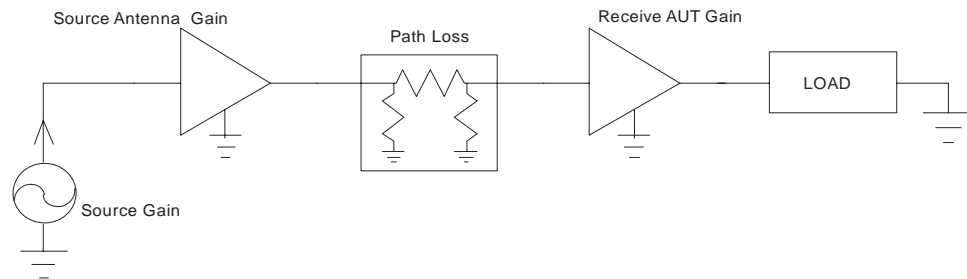 Source Antenna Gain
Path Loss
Receive AUT Gain
LOAD
Source Gain